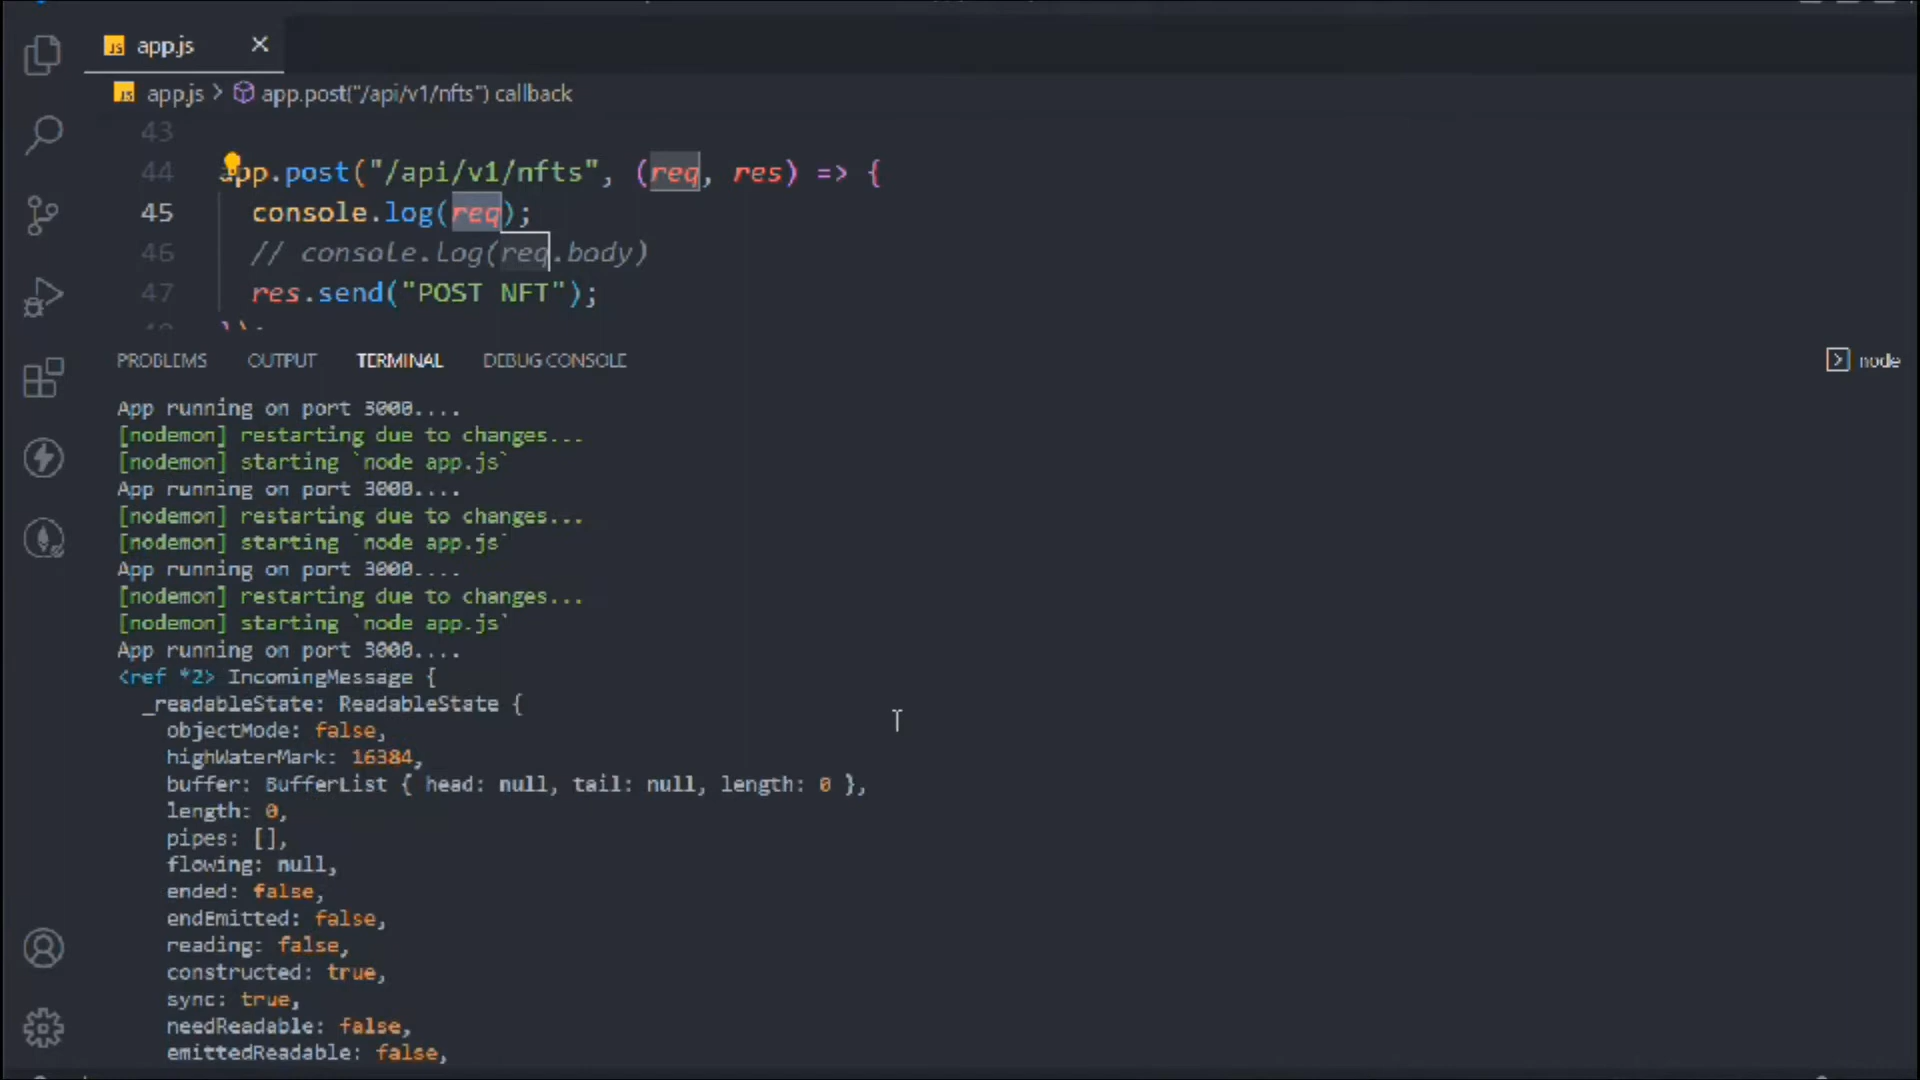 JS app.js
JS app.js > app.post("/api/v1/nfts") callback
43
44 app.post("/api/v1/nfts", (req, res) => {
45 console.log(req);
46 // console.log(req.body)
47 res.send("POST NFT");
PROBLEMS OUTPUT TERMINAL DEBUG CONSOLE
node
App running on port 3000....
[nodemon] restarting due to changes...
[nodemon] starting `node app.js`
App running on port 3000....
[nodemon] restarting due to changes...
[nodemon] starting `node app.js`
App running on port 3000....
[nodemon] restarting due to changes...
[nodemon] starting `node app.js`
App running on port 3000....
<ref *2> IncomingMessage {
_readableState: ReadableState {
objectMode: false,
highWaterMark: 16384,
buffer: BufferList { head: null, tail: null, length: 0 },
length: 0,
pipes: [],
flowing: null,
ended: false,
endEmitted: false,
reading: false,
constructed: true,
sync: true,
needReadable: false,
emittedReadable: false,